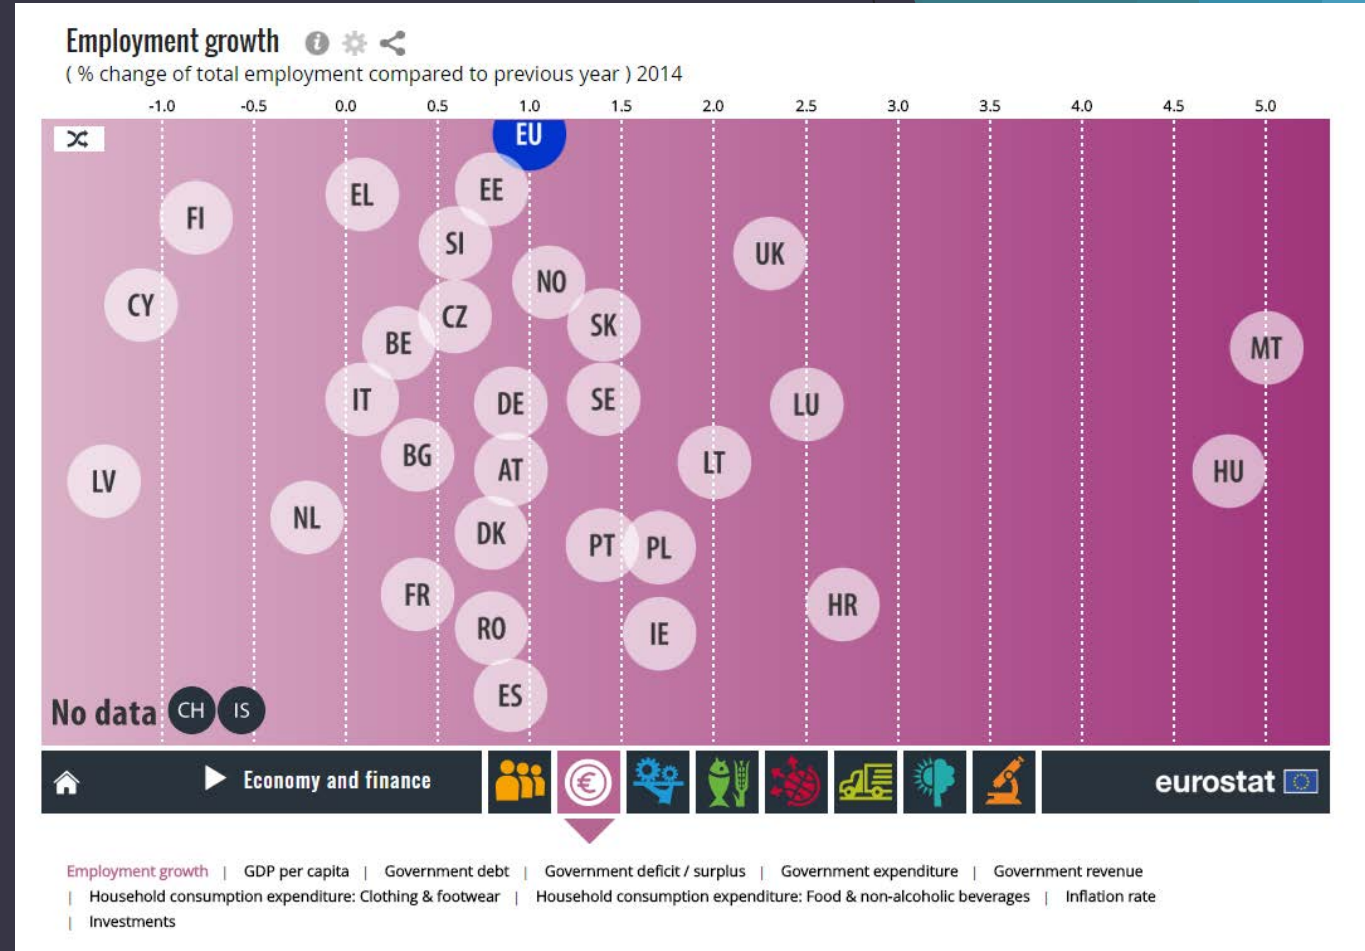 Employment growth
( % change of total employment compared to previous year ) 2014
-1.0 -0.5 0.0 0.5 1.0 1.5 2.0 2.5 3.0 3.5 4.0 4.5 5.0
EU
EE
EL
FI
SI
UK
NO
CY
CZ
SK
BE
MT
IT
DE
SE
LU
BG
LT
AT
HU
LV
NL
DK
PT
PL
FR
HR
RO
IE
ES
No data CH IS
Economy and finance
eurostat
Employment growth | GDP per capita | Government debt | Government deficit / surplus | Government expenditure | Government revenue
| Household consumption expenditure: Clothing & footwear | Household consumption expenditure: Food & non-alcoholic beverages | Inflation rate
| Investments